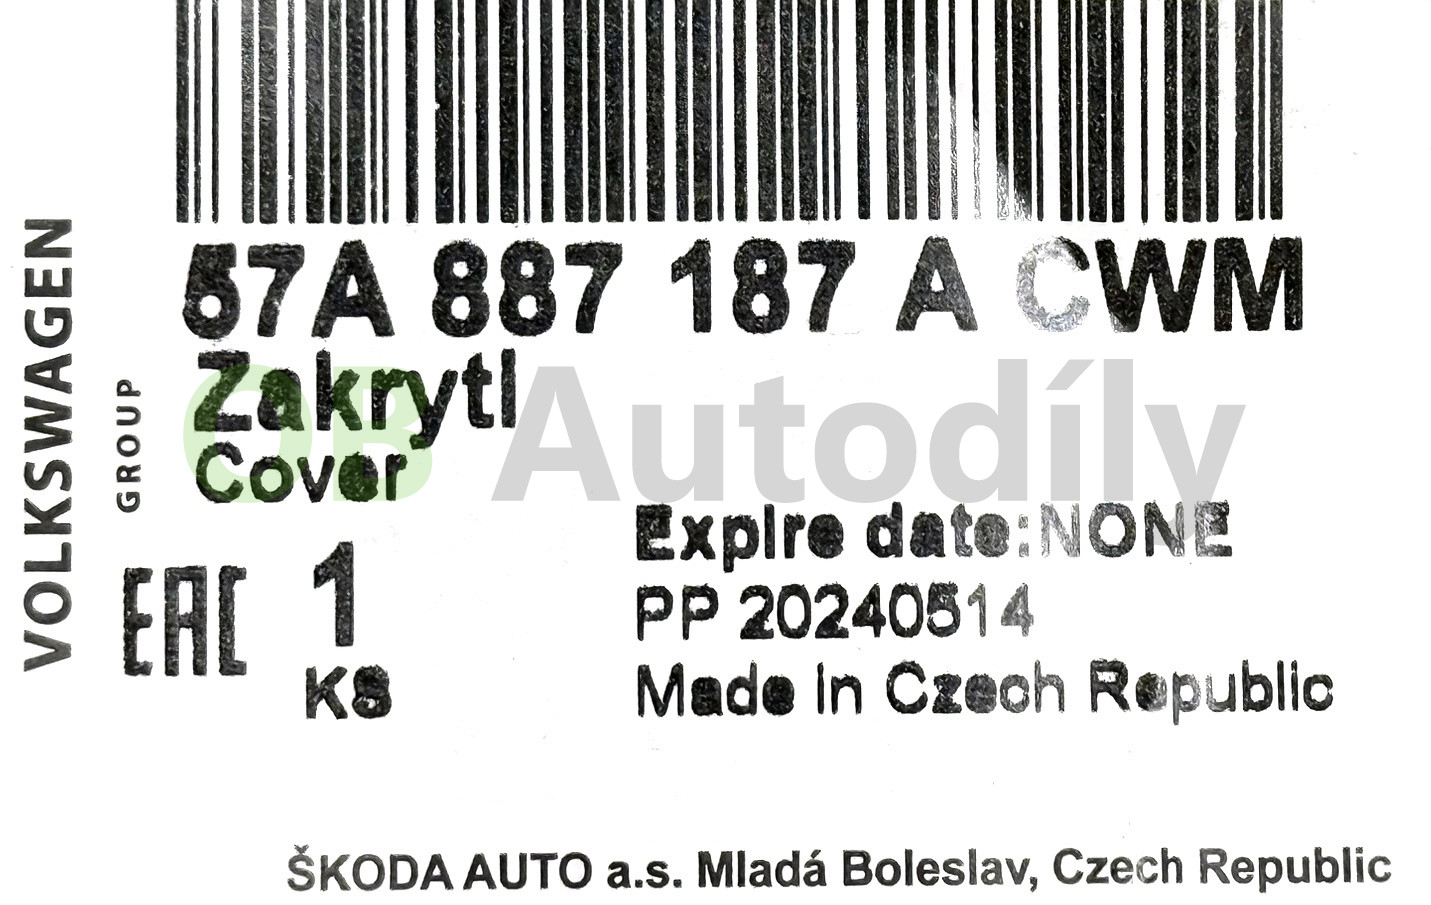 57A 887 187 A CWM
Zakrytí
Cover
OB Autodíly
Expire date:NONE
PP 20240514
Made in Czech Republic
1
KS
EAC
VOLKSWAGEN
GROUP
ŠKODA AUTO a.s. Mladá Boleslav, Czech Republic